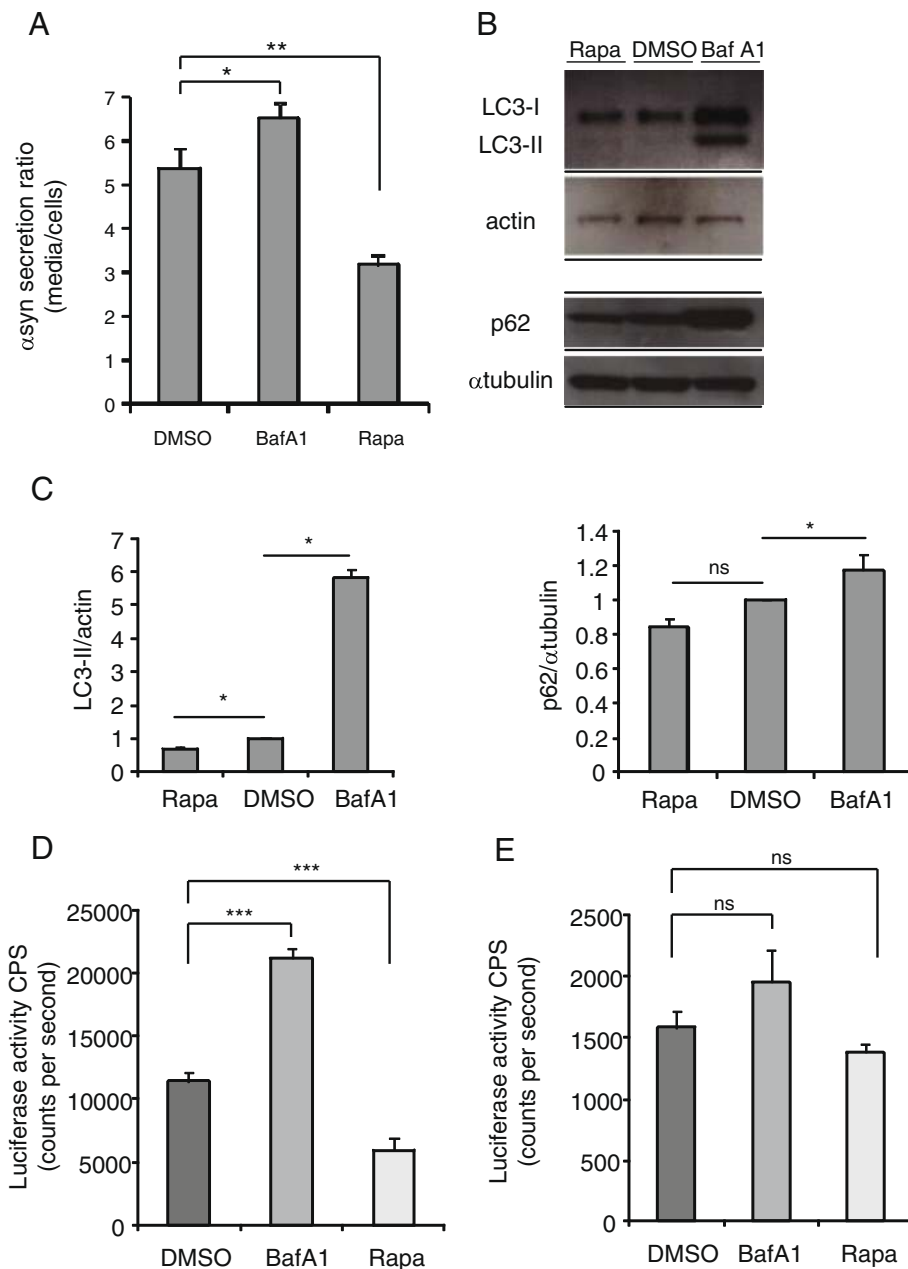 A
**
*
αsyn secretion ratio
(media/cells)
7
6
5
4
3
2
1
0
DMSO BafA1 Rapa
B
Rapa DMSO Baf A1
LC3-I
LC3-II
actin
p62
αtubulin
C
LC3-II/actin
7
6
5
4
3
2
1
0
*
*
Rapa DMSO BafA1
p62/αtubulin
1.4
1.2
1
0.8
0.6
0.4
0.2
0
ns
*
Rapa DMSO BafA1
D
***
***
Luciferase activity CPS
(counts per second)
25000
20000
15000
10000
5000
0
DMSO BafA1 Rapa
E
ns
ns
Luciferase activity CPS
(counts per second)
2500
2000
1500
1000
500
0
DMSO BafA1 Rapa